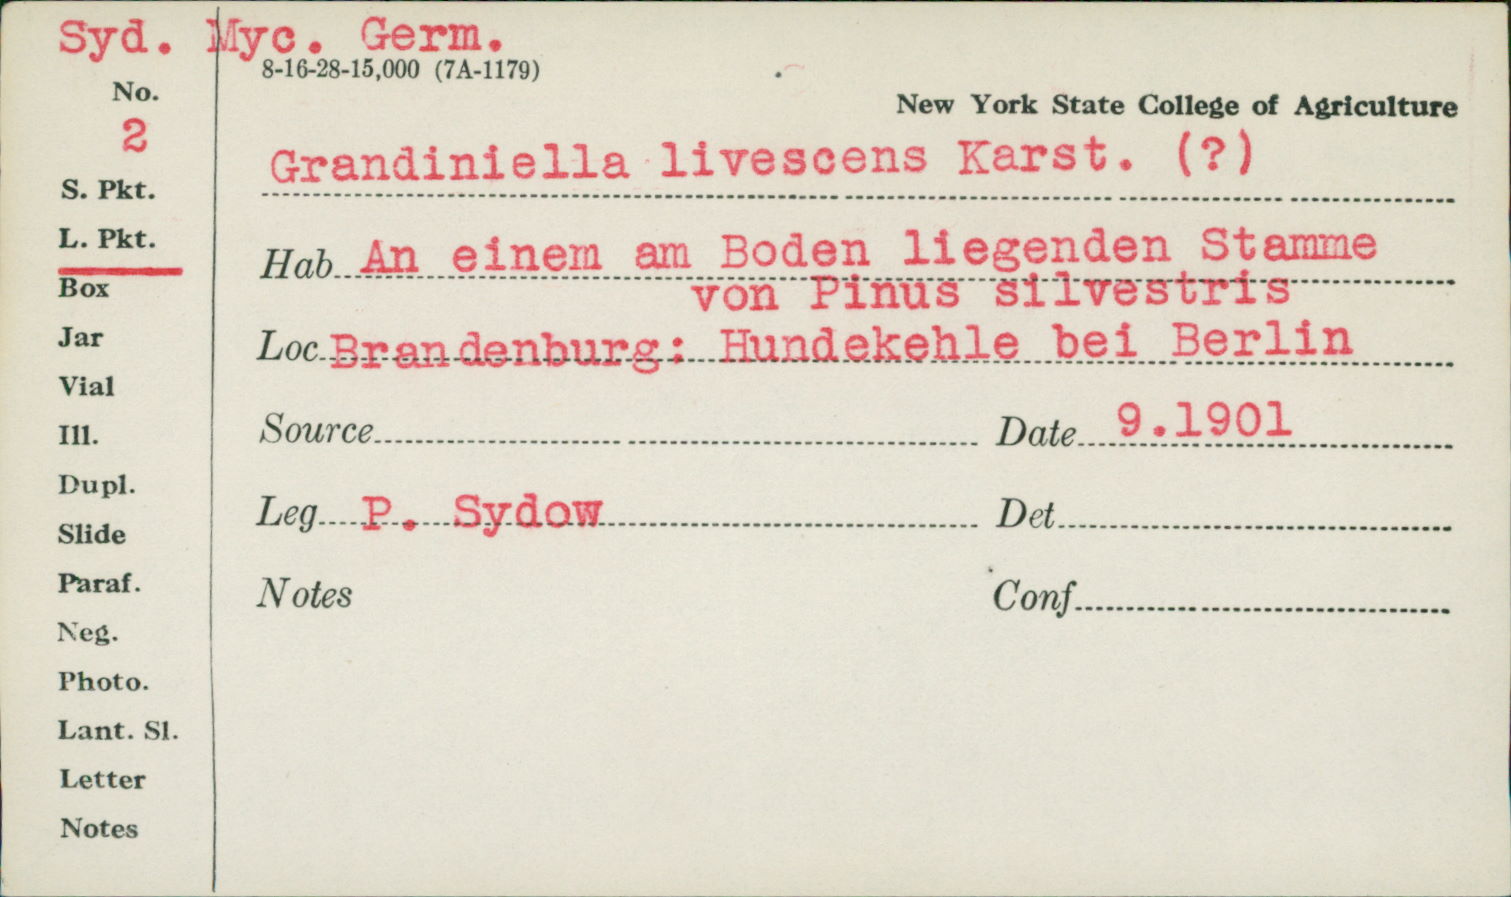 Syd. Myc. Germ.
8-16-28-15,000 (7A-1179)
No.
2
New York State College of Agriculture
Grandiniella livescens Karst. (?)
S. Pkt.
L. Pkt.
Hab. An einem am Boden liegenden Stamme
von Pinus silvestris
Box
Jar
Loc. Brandenburg: Hundekehle bei Berlin
Vial
Ill.
Source
Date 9.1901
Dupl.
Slide
Leg P. Sydow
Det
Paraf.
Notes
Conf
Neg.
Photo.
Lant. Sl.
Letter
Notes